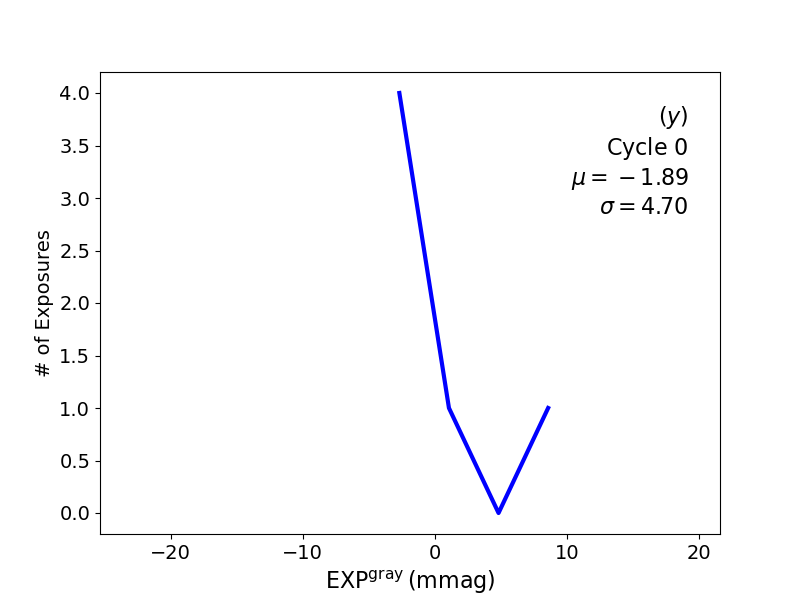 (y)
Cycle 0
μ = −1.89
σ = 4.70
4.0
3.5
3.0
2.5
2.0
1.5
1.0
0.5
0.0
# of Exposures
−20
−10
0
10
20
EXPgray (mmag)